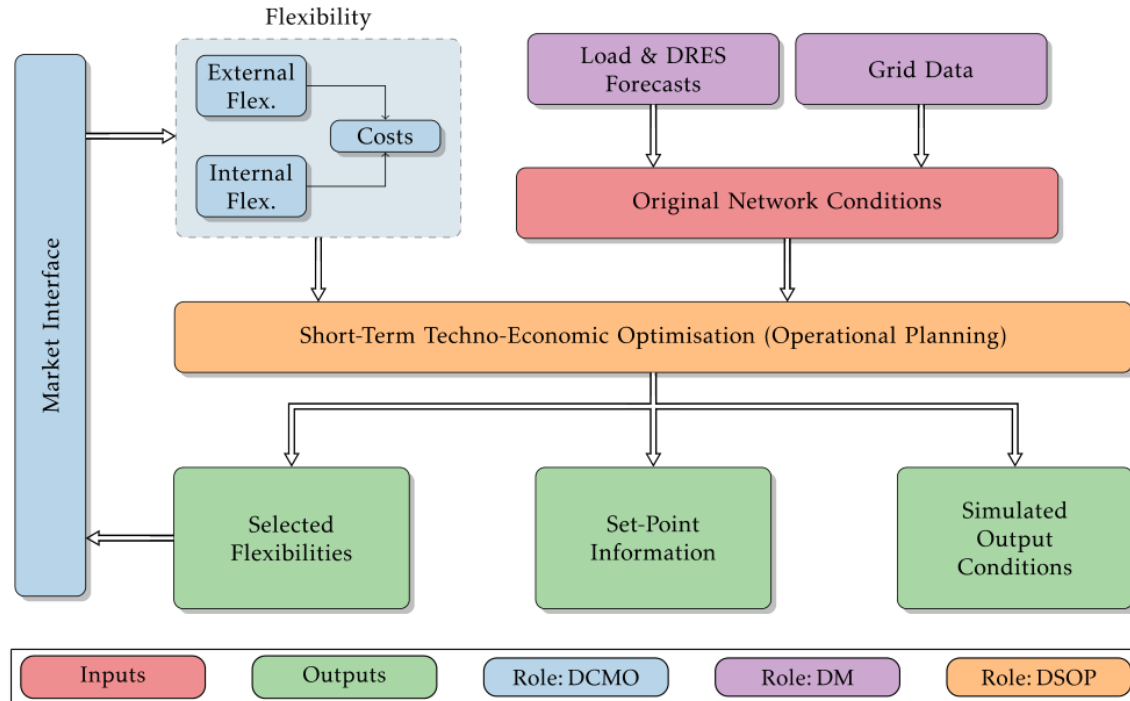 Flexibility
External
Flex.
Costs
Internal
Flex.
Load & DRES
Forecasts
Grid Data
Original Network Conditions
Market Interface
Short-Term Techno-Economic Optimisation (Operational Planning)
Selected
Flexibilities
Set-Point
Information
Simulated
Output
Conditions
Inputs
Outputs
Role: DCMO
Role: DM
Role: DSOP